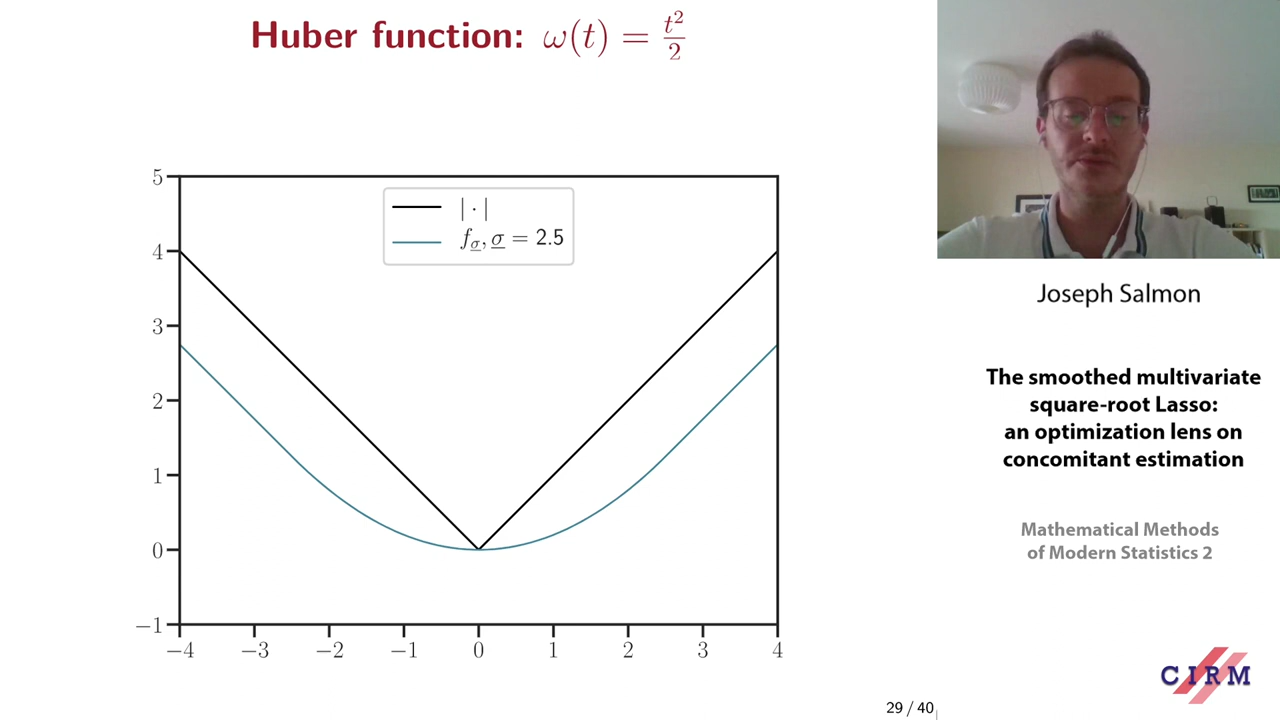 Huber function: ω(t) = t²/2
5
4
3
2
1
0
−1
−4 −3 −2 −1 0 1 2 3 4
| · |
f_σ̲, σ̲ = 2.5
29 / 40
Joseph Salmon
The smoothed multivariate
square-root Lasso:
an optimization lens on
concomitant estimation
Mathematical Methods
of Modern Statistics 2
CIRM